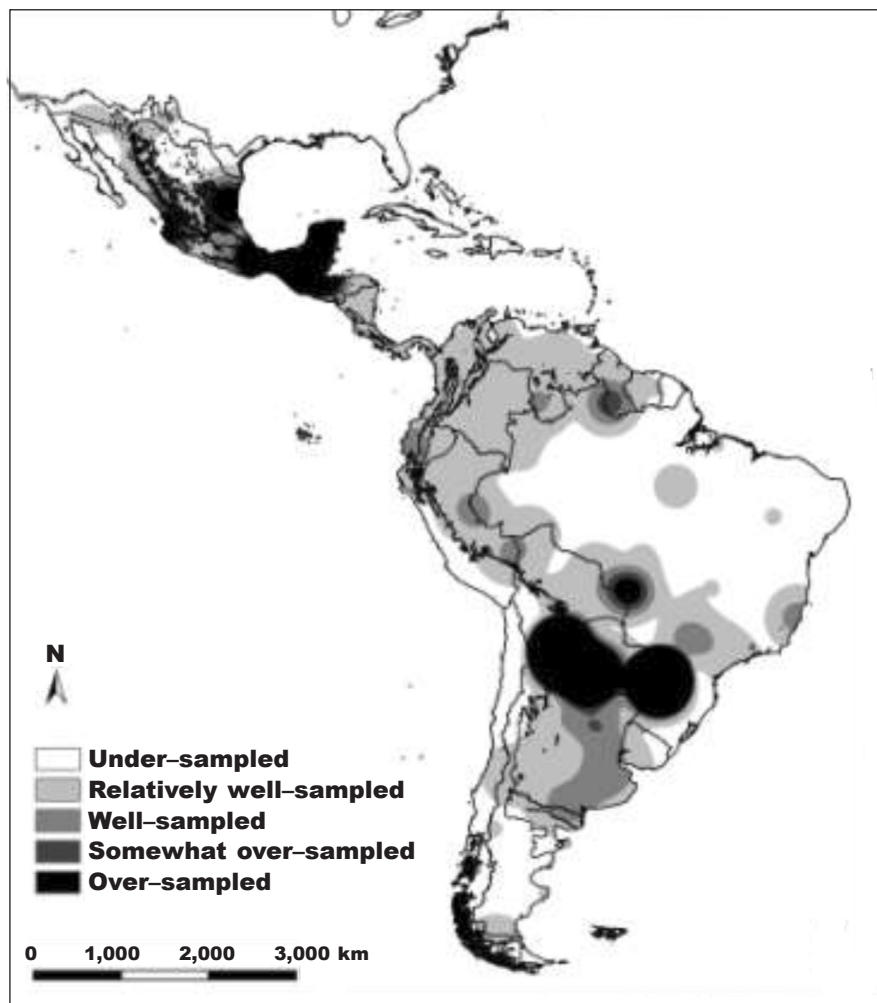 N
Under–sampled
Relatively well–sampled
Well–sampled
Somewhat over–sampled
Over–sampled
0 1,000 2,000 3,000 km